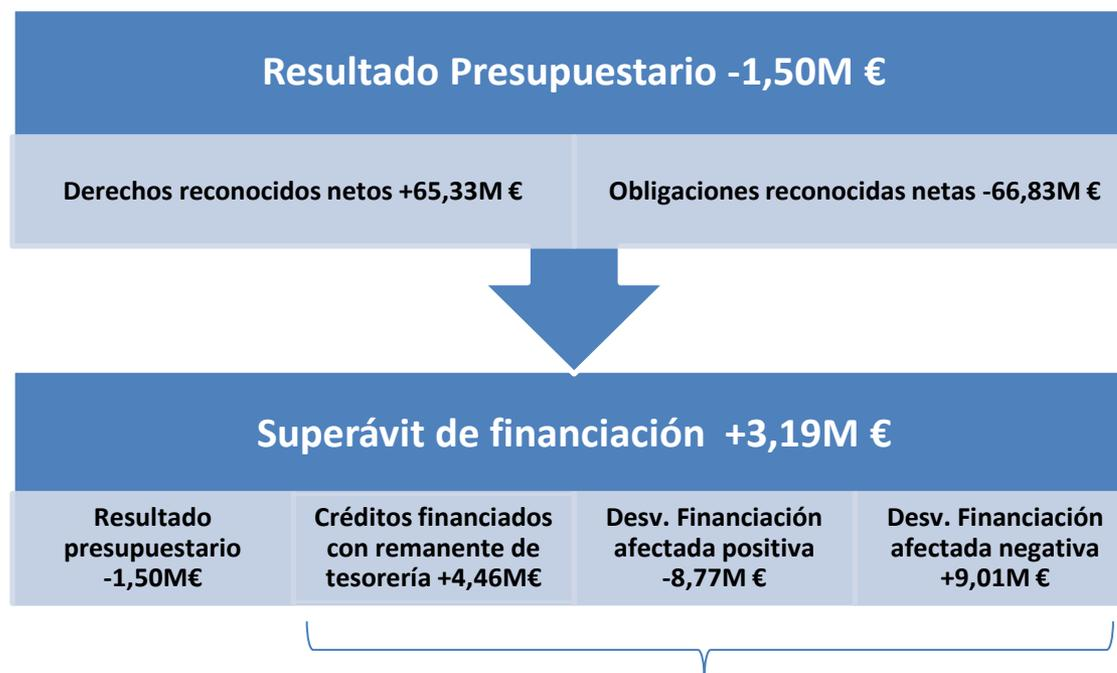 Resultado Presupuestario -1,50M €
Derechos reconocidos netos +65,33M €
Obligaciones reconocidas netas -66,83M €
Superávit de financiación +3,19M €
Resultado
presupuestario
-1,50M€
Créditos financiados
con remanente de
tesorería +4,46M€
Desv. Financiación
afectada positiva
-8,77M €
Desv. Financiación
afectada negativa
+9,01M €